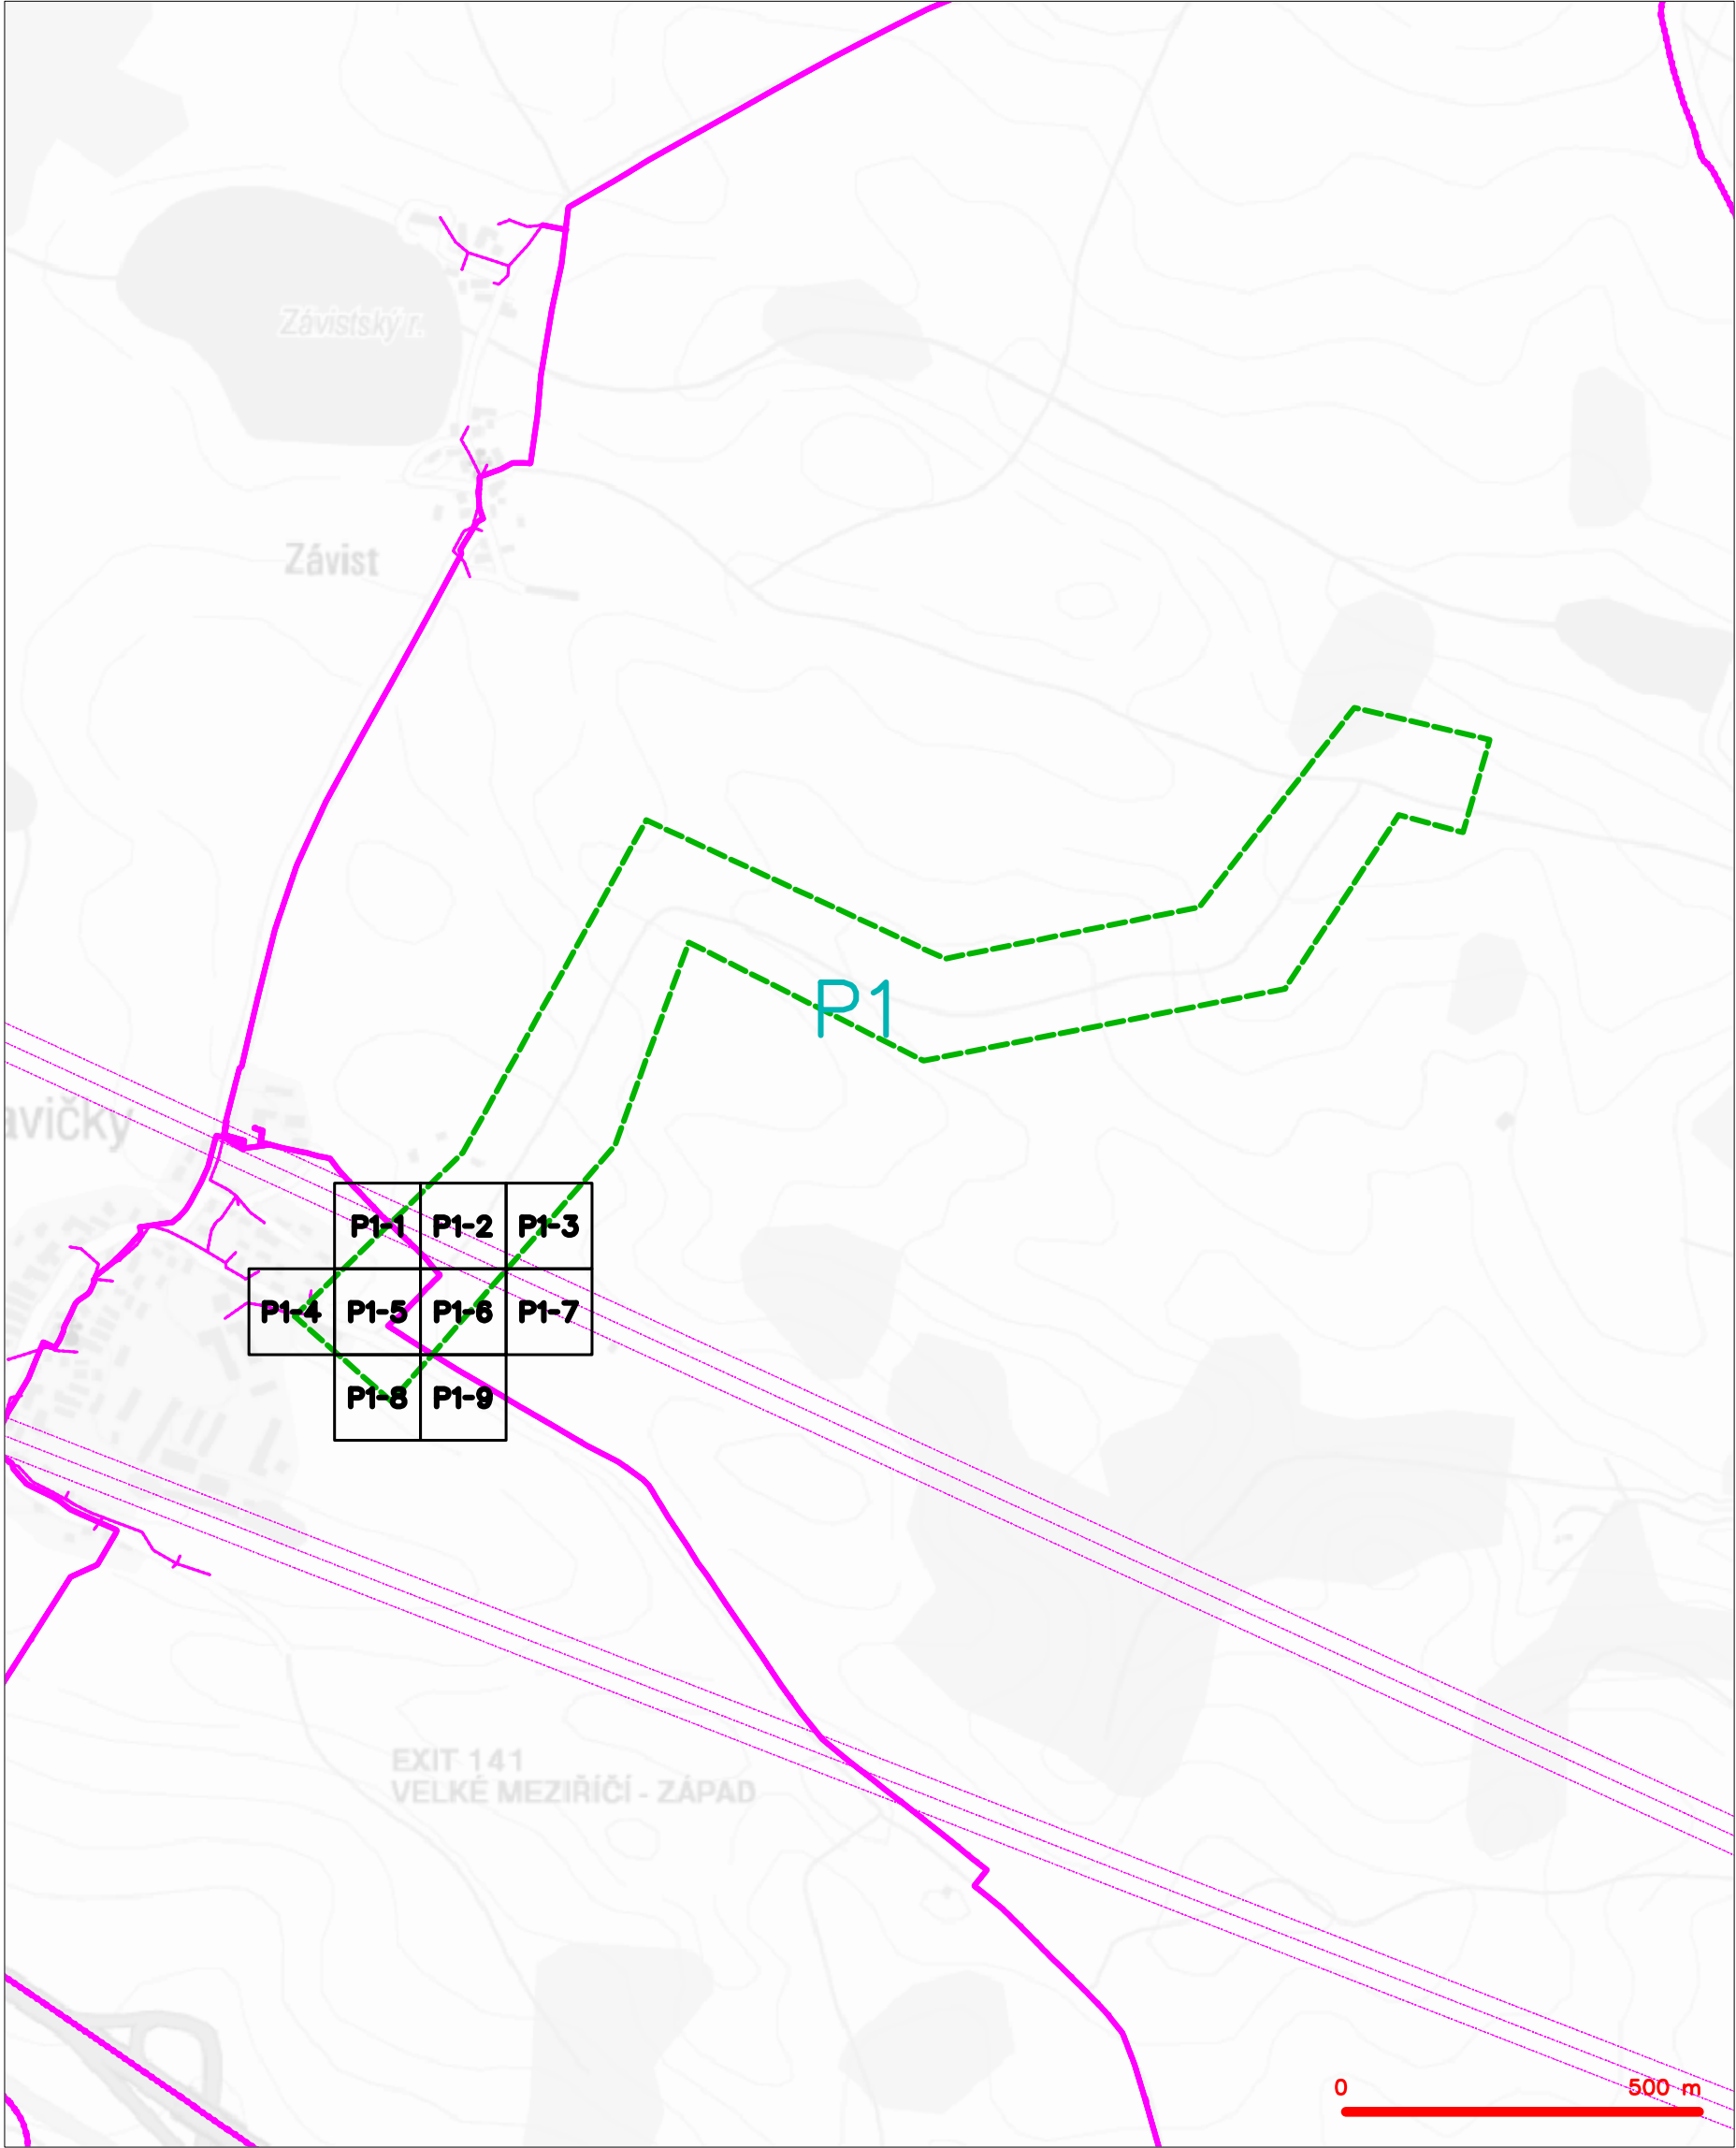 Závistský r.
Závist
P1
avičky
P1-1 P1-2 P1-3
P1-4 P1-5 P1-6 P1-7
P1-8 P1-9
EXIT 141
VELKÉ MEZIŘÍČÍ - ZÁPAD
0 500 m